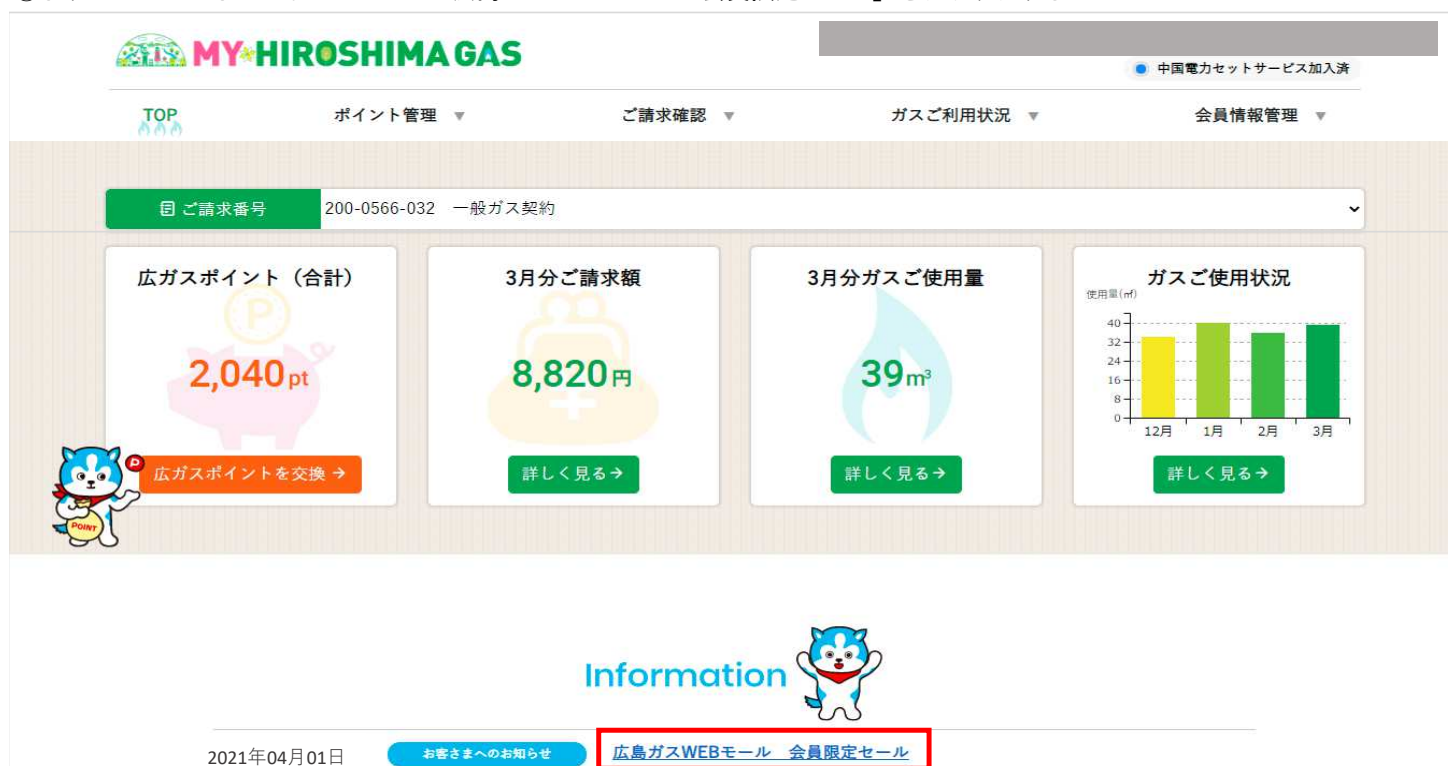 MY HIROSHIMA GAS
中国電力セットサービス加入済
TOP
ポイント管理 ▼
ご請求確認 ▼
ガスご利用状況 ▼
会員情報管理 ▼
ご請求番号
200-0566-032 一般ガス契約
広ガスポイント（合計）
P
2,040pt
広ガスポイントを交換 →
3月分ご請求額
8,820円
詳しく見る→
3月分ガスご使用量
39m³
詳しく見る→
ガスご使用状況
使用量(㎥)
40
32
24
16
8
0
12月 1月 2月 3月
詳しく見る→
P
POINT
Information
2021年04月01日
お客さまへのお知らせ
広島ガスWEBモール 会員限定セール